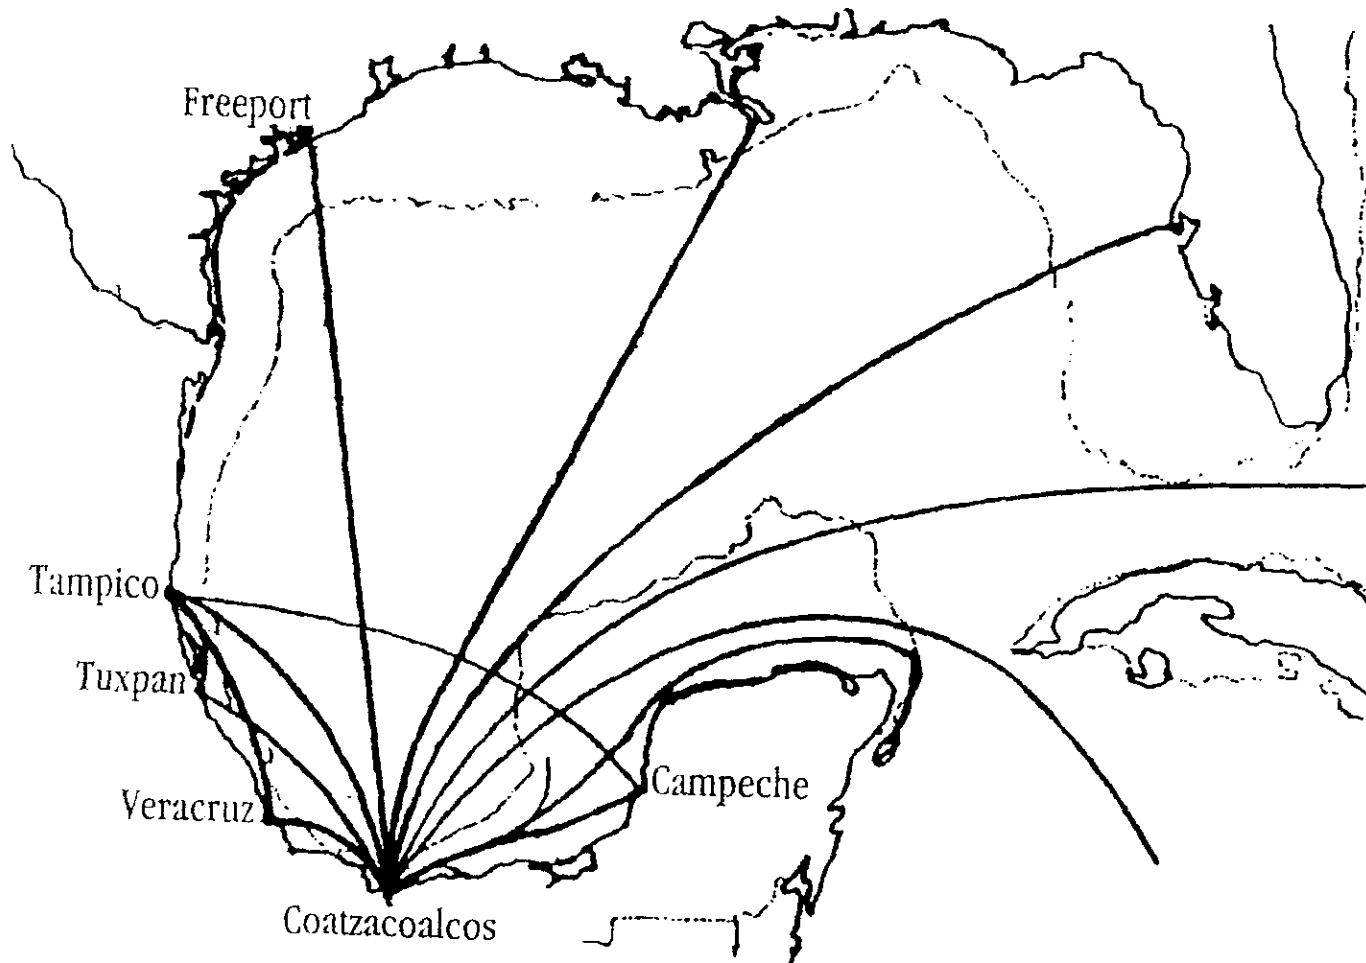 Freeport
Tampico
Tuxpan
Veracruz
Campeche
Coatzacoalcos